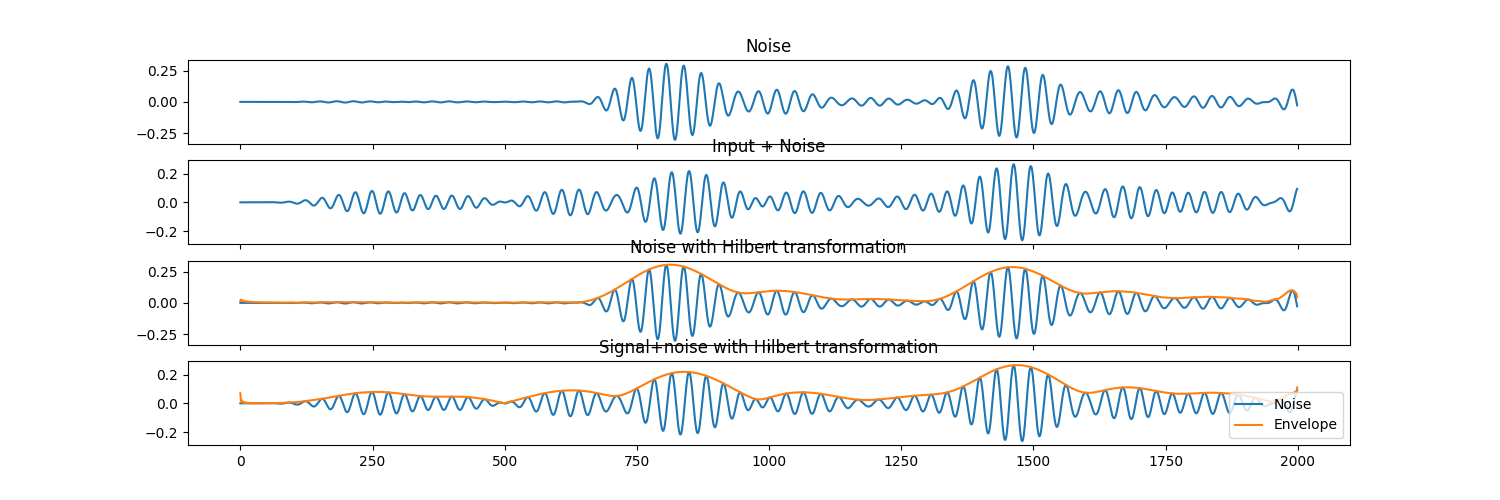 Noise
0.25
0.00
−0.25
Input + Noise
0.2
0.0
−0.2
Noise with Hilbert transformation
0.25
0.00
−0.25
Signal+noise with Hilbert transformation
0.2
0.0
−0.2
Noise
Envelope
0 250 500 750 1000 1250 1500 1750 2000